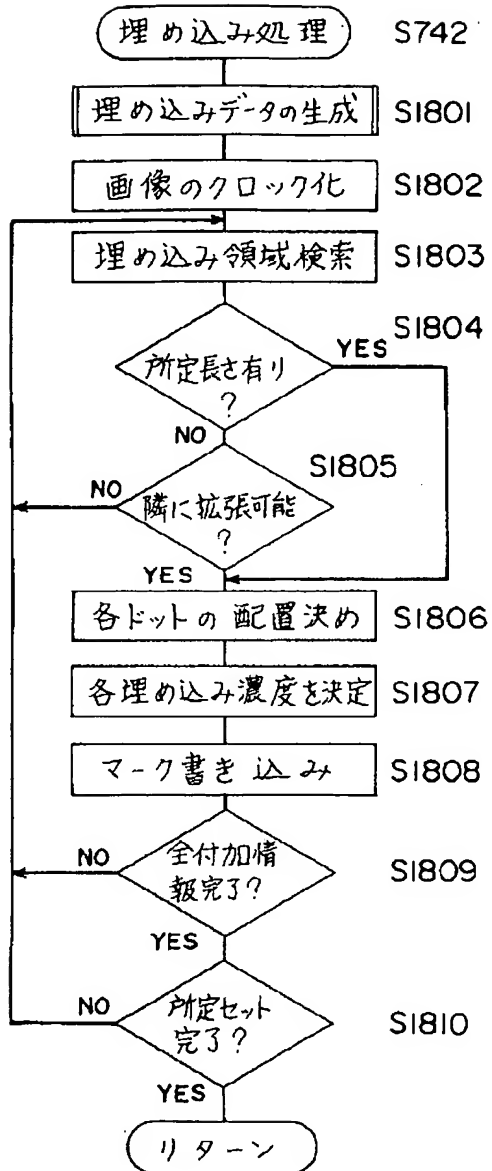 埋め込み処理 S742
埋め込みデータの生成 S1801
画像のクロック化 S1802
埋め込み領域検索 S1803
S1804
所定長さ有り YES
?
NO
S1805
NO 隣に拡張可能
?
YES
各ドットの配置決め S1806
各埋め込み濃度を決定 S1807
マーク書き込み S1808
NO 全付加情
報完了? S1809
YES
NO 所定セット
完了? S1810
YES
リターン